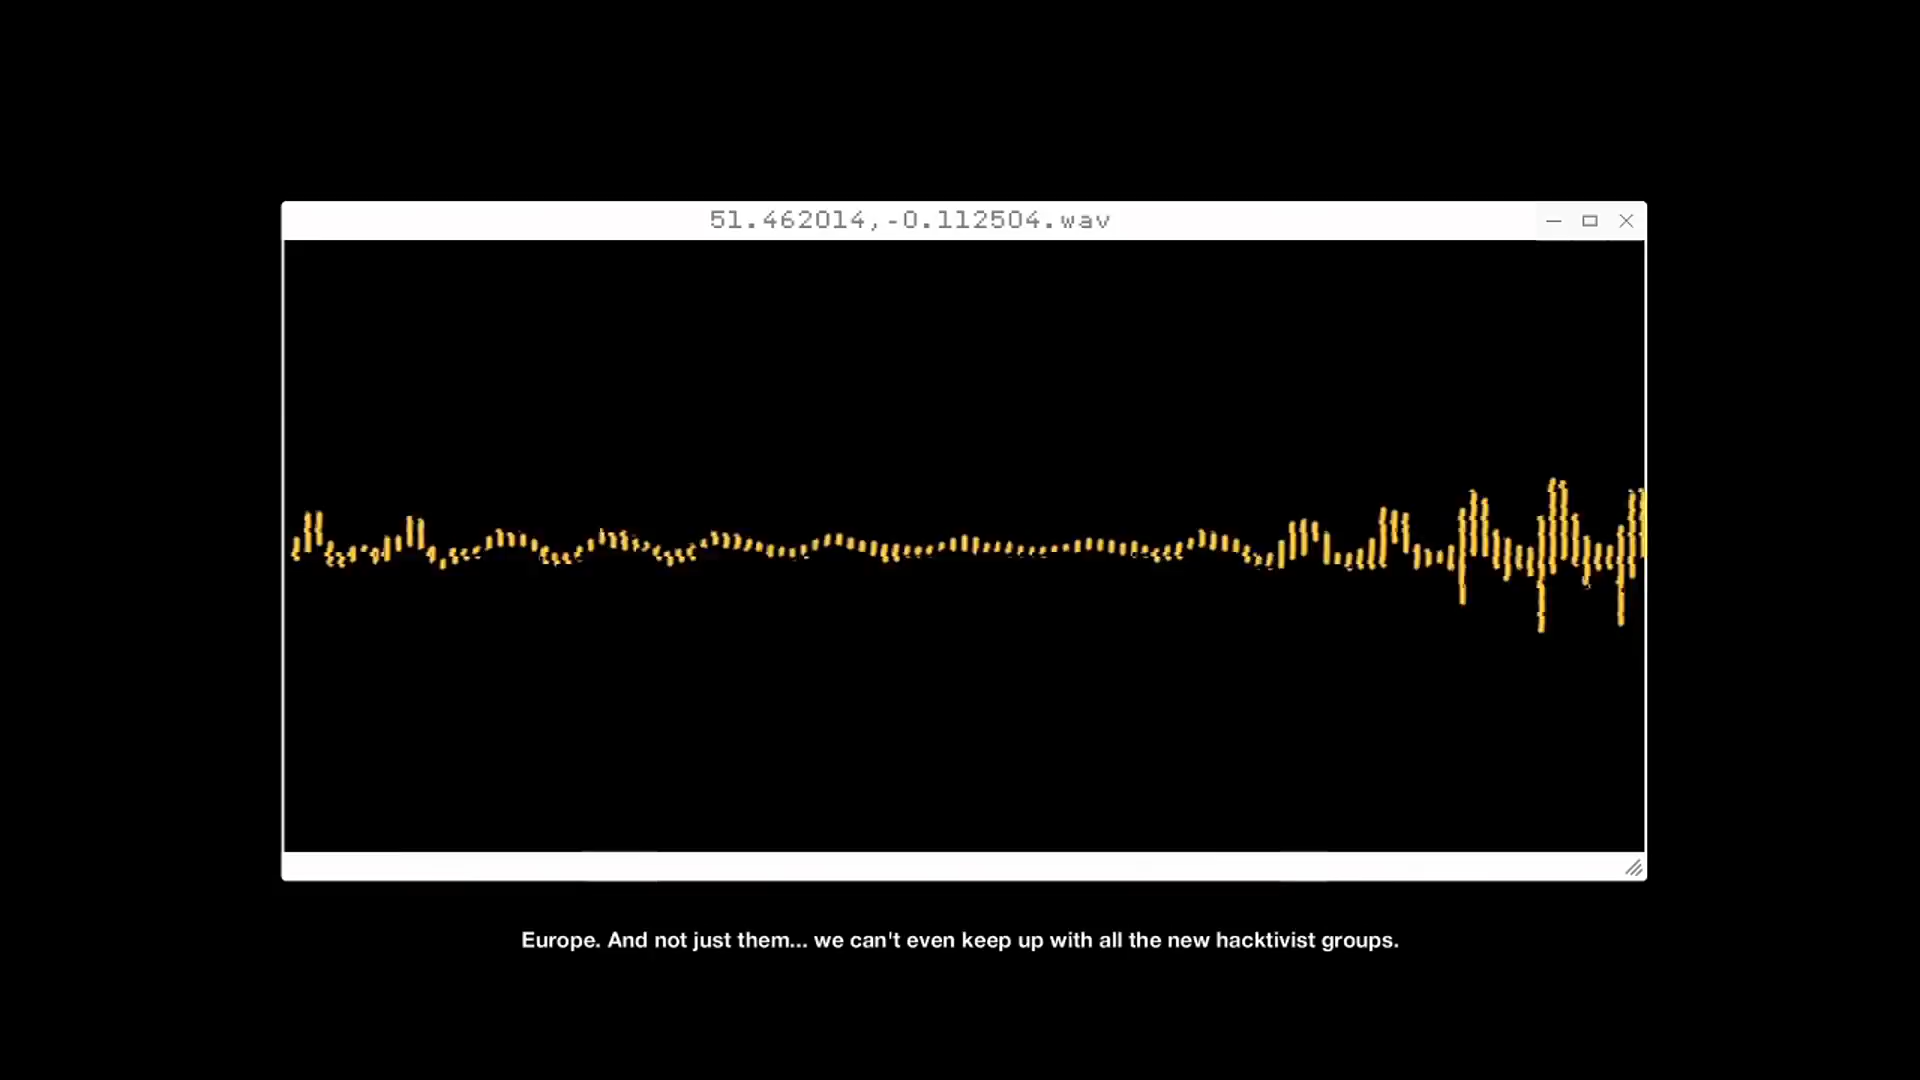 51.462014,-0.112504.wav
Europe. And not just them... we can't even keep up with all the new hacktivist groups.